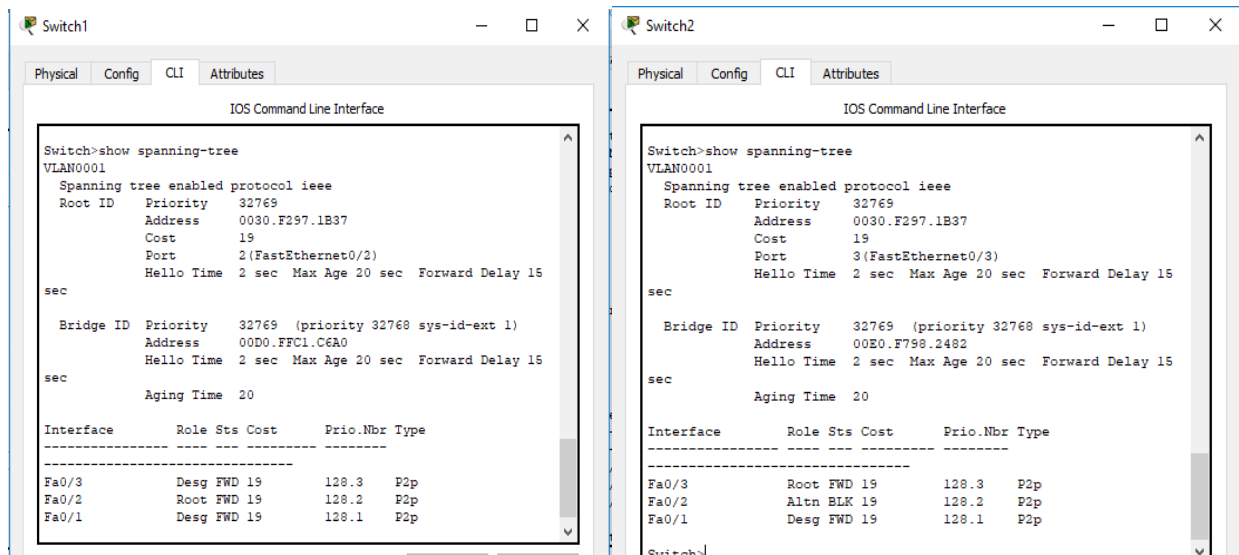 Switch1
Physical Config CLI Attributes
IOS Command Line Interface
Switch>show spanning-tree
VLAN0001
Spanning tree enabled protocol ieee
Root ID Priority 32769
Address 0030.F297.1B37
Cost 19
Port 2(FastEthernet0/2)
Hello Time 2 sec Max Age 20 sec Forward Delay 15
sec
Bridge ID Priority 32769 (priority 32768 sys-id-ext 1)
Address 00D0.FFC1.C6A0
Hello Time 2 sec Max Age 20 sec Forward Delay 15
sec
Aging Time 20
Interface Role Sts Cost Prio.Nbr Type
---------------- ---- --- --------- --------
--------------------------------
Fa0/3 Desg FWD 19 128.3 P2p
Fa0/2 Root FWD 19 128.2 P2p
Fa0/1 Desg FWD 19 128.1 P2p
Switch2
Physical Config CLI Attributes
IOS Command Line Interface
Switch>show spanning-tree
VLAN0001
Spanning tree enabled protocol ieee
Root ID Priority 32769
Address 0030.F297.1B37
Cost 19
Port 3(FastEthernet0/3)
Hello Time 2 sec Max Age 20 sec Forward Delay 15
sec
Bridge ID Priority 32769 (priority 32768 sys-id-ext 1)
Address 00E0.F798.2482
Hello Time 2 sec Max Age 20 sec Forward Delay 15
sec
Aging Time 20
Interface Role Sts Cost Prio.Nbr Type
---------------- ---- --- --------- --------
--------------------------------
Fa0/3 Root FWD 19 128.3 P2p
Fa0/2 Altn BLK 19 128.2 P2p
Fa0/1 Desg FWD 19 128.1 P2p
Switch>